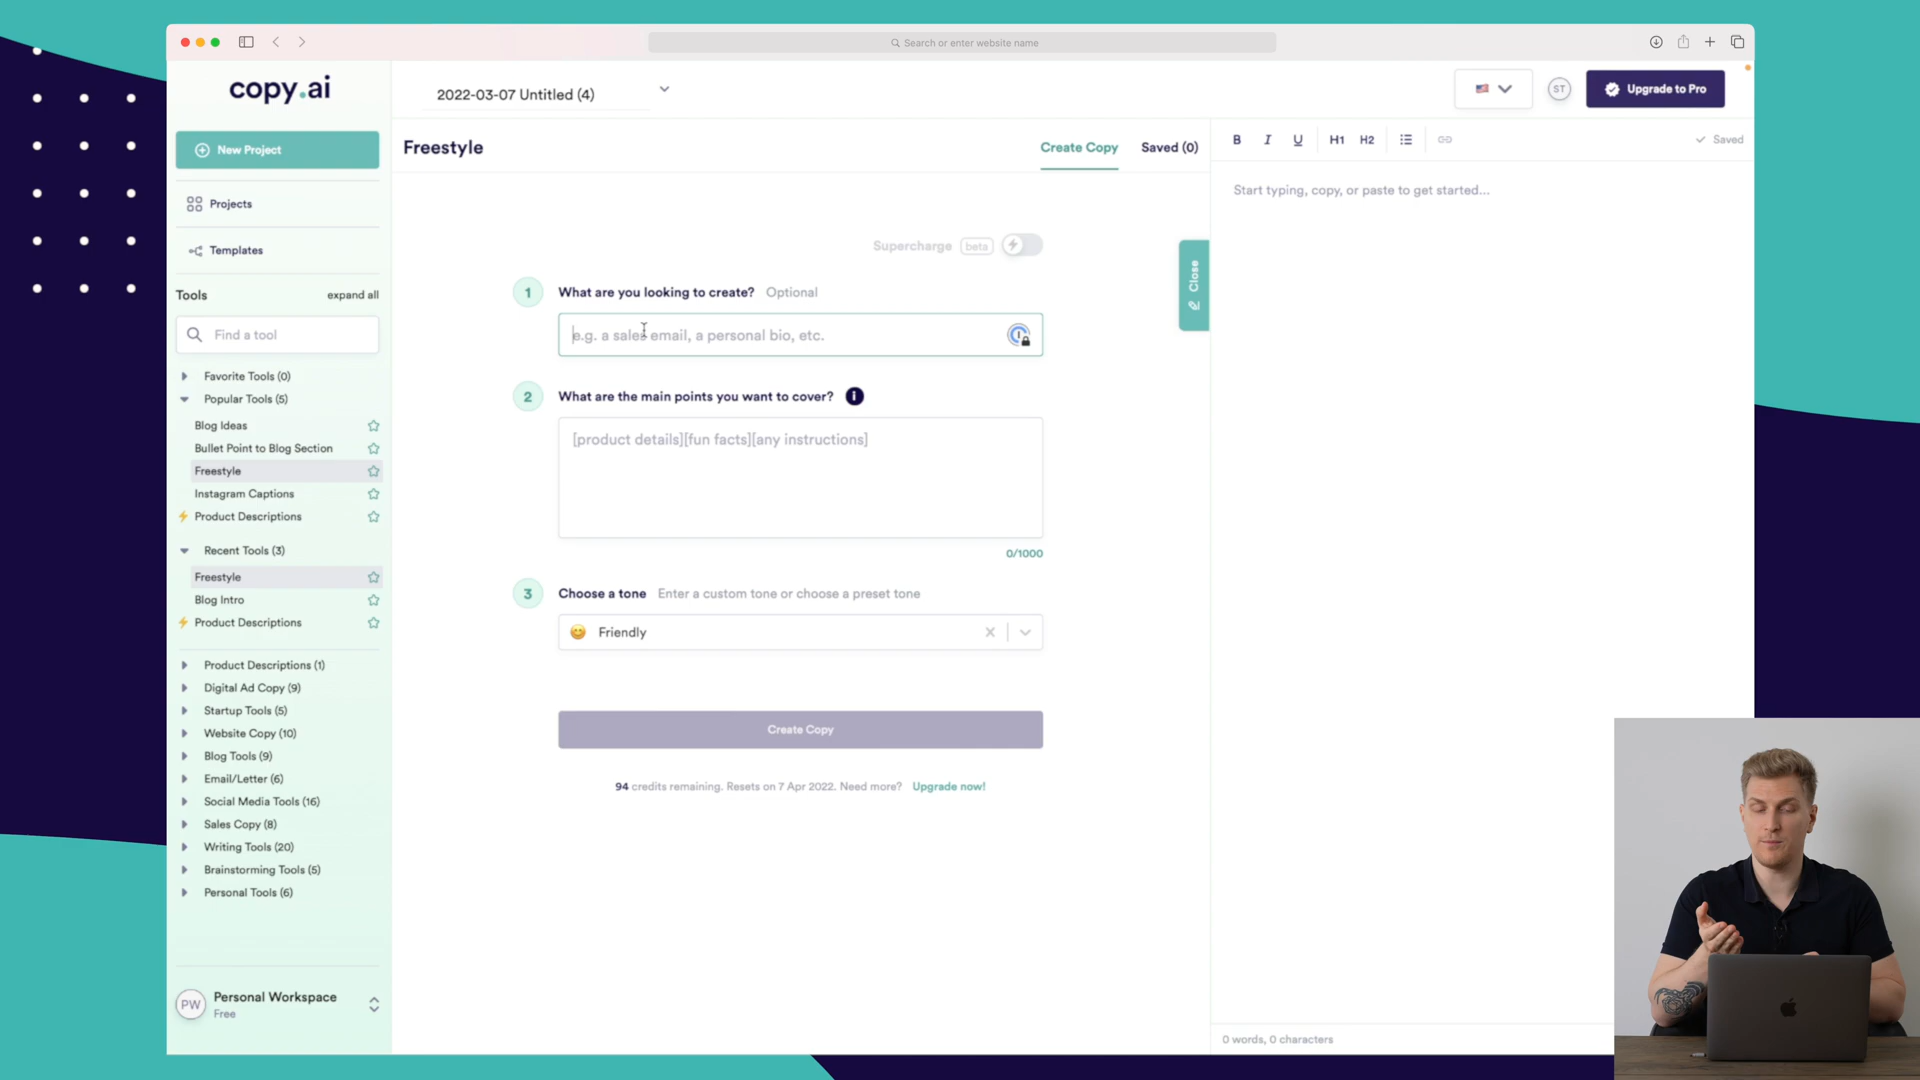 Search or enter website name
copy.ai
2022-03-07 Untitled (4)
ST
Upgrade to Pro
New Project
Freestyle
Create Copy
Saved (0)
B I U H1 H2
Saved
Projects
Templates
Start typing, copy, or paste to get started...
Supercharge beta
Close
Tools
expand all
Find a tool
1 What are you looking to create? Optional
e.g. a sales email, a personal bio, etc.
Favorite Tools (0)
Popular Tools (5)
Blog Ideas
Bullet Point to Blog Section
Freestyle
Instagram Captions
Product Descriptions
2 What are the main points you want to cover? i
[product details][fun facts][any instructions]
0/1000
Recent Tools (3)
Freestyle
Blog Intro
Product Descriptions
3 Choose a tone Enter a custom tone or choose a preset tone
Friendly
Product Descriptions (1)
Digital Ad Copy (9)
Startup Tools (5)
Website Copy (10)
Blog Tools (9)
Email/Letter (6)
Social Media Tools (16)
Sales Copy (8)
Writing Tools (20)
Brainstorming Tools (5)
Personal Tools (6)
Create Copy
94 credits remaining. Resets on 7 Apr 2022. Need more? Upgrade now!
PW
Personal Workspace
Free
0 words, 0 characters